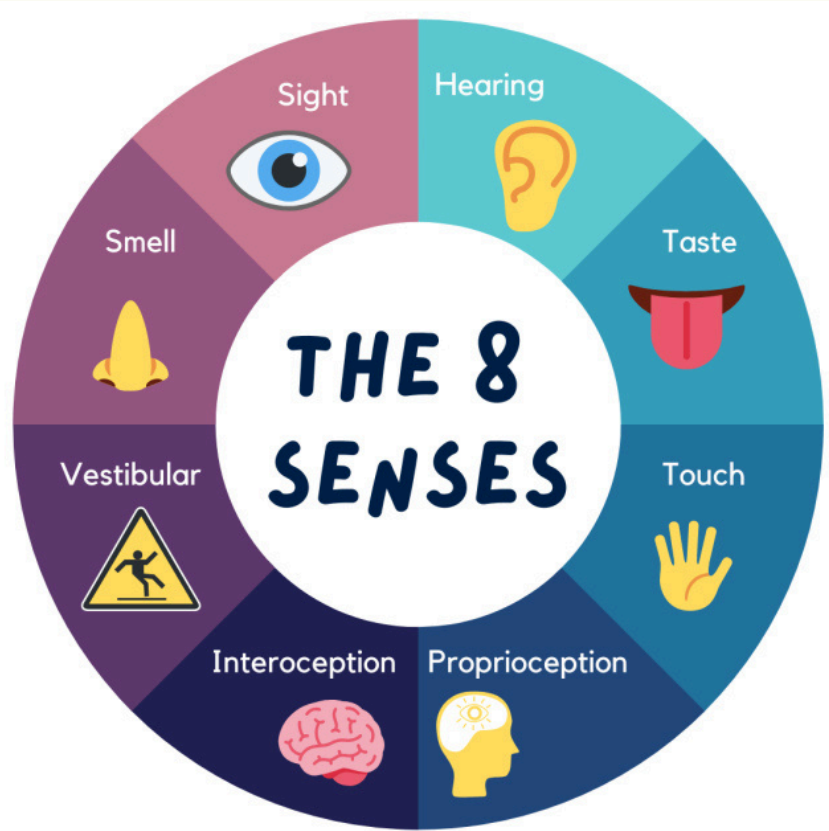 Sight
Hearing
Smell
Taste
THE 8
SENSES
Vestibular
Touch
Interoception
Proprioception